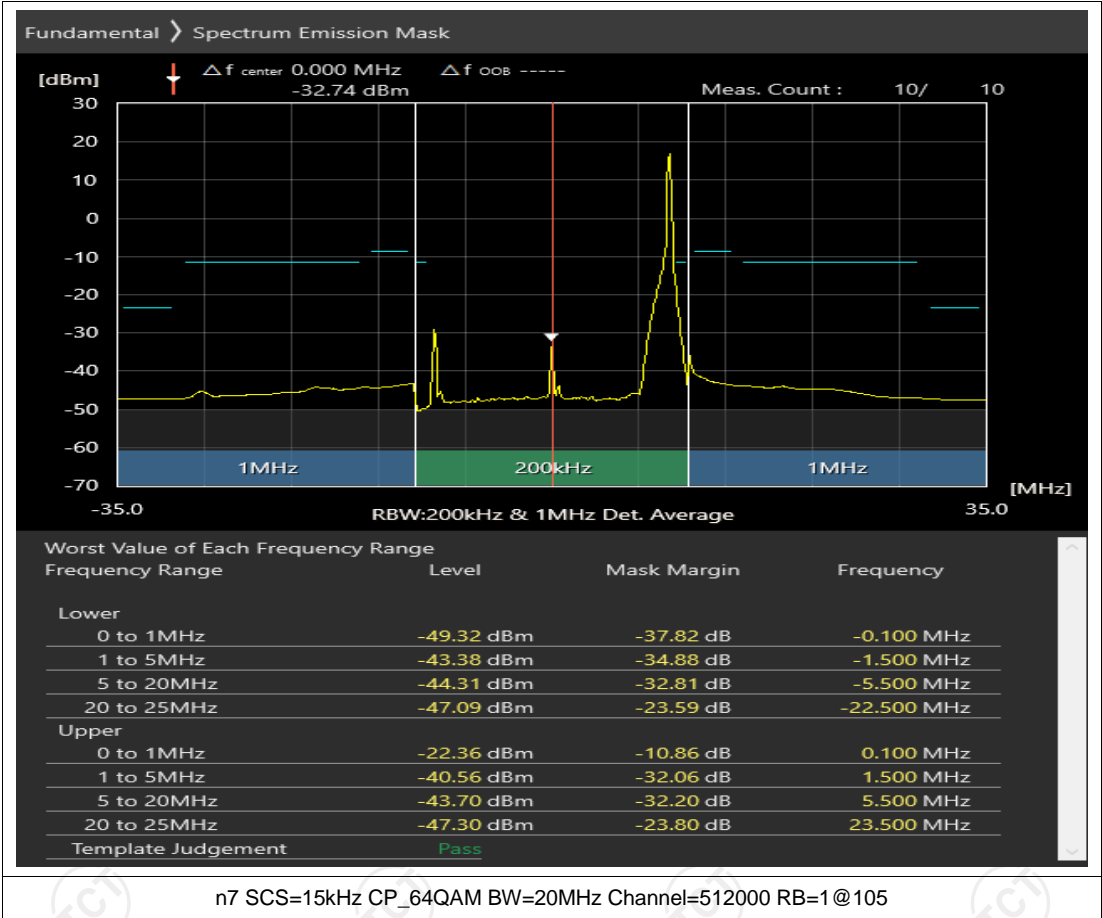 Fundamental 〉 Spectrum Emission Mask
[dBm] △f center 0.000 MHz △f OOB -----
-32.74 dBm Meas. Count : 10/ 10
30
20
10
0
-10
-20
-30
-40
-50
-60
1MHz 200kHz 1MHz
-70
[MHz]
-35.0 35.0
RBW:200kHz & 1MHz Det. Average
Worst Value of Each Frequency Range
Frequency Range Level Mask Margin Frequency
Lower
0 to 1MHz -49.32 dBm -37.82 dB -0.100 MHz
1 to 5MHz -43.38 dBm -34.88 dB -1.500 MHz
5 to 20MHz -44.31 dBm -32.81 dB -5.500 MHz
20 to 25MHz -47.09 dBm -23.59 dB -22.500 MHz
Upper
0 to 1MHz -22.36 dBm -10.86 dB 0.100 MHz
1 to 5MHz -40.56 dBm -32.06 dB 1.500 MHz
5 to 20MHz -43.70 dBm -32.20 dB 5.500 MHz
20 to 25MHz -47.30 dBm -23.80 dB 23.500 MHz
Template Judgement Pass
n7 SCS=15kHz CP_64QAM BW=20MHz Channel=512000 RB=1@105
TCT TCT TCT TCT